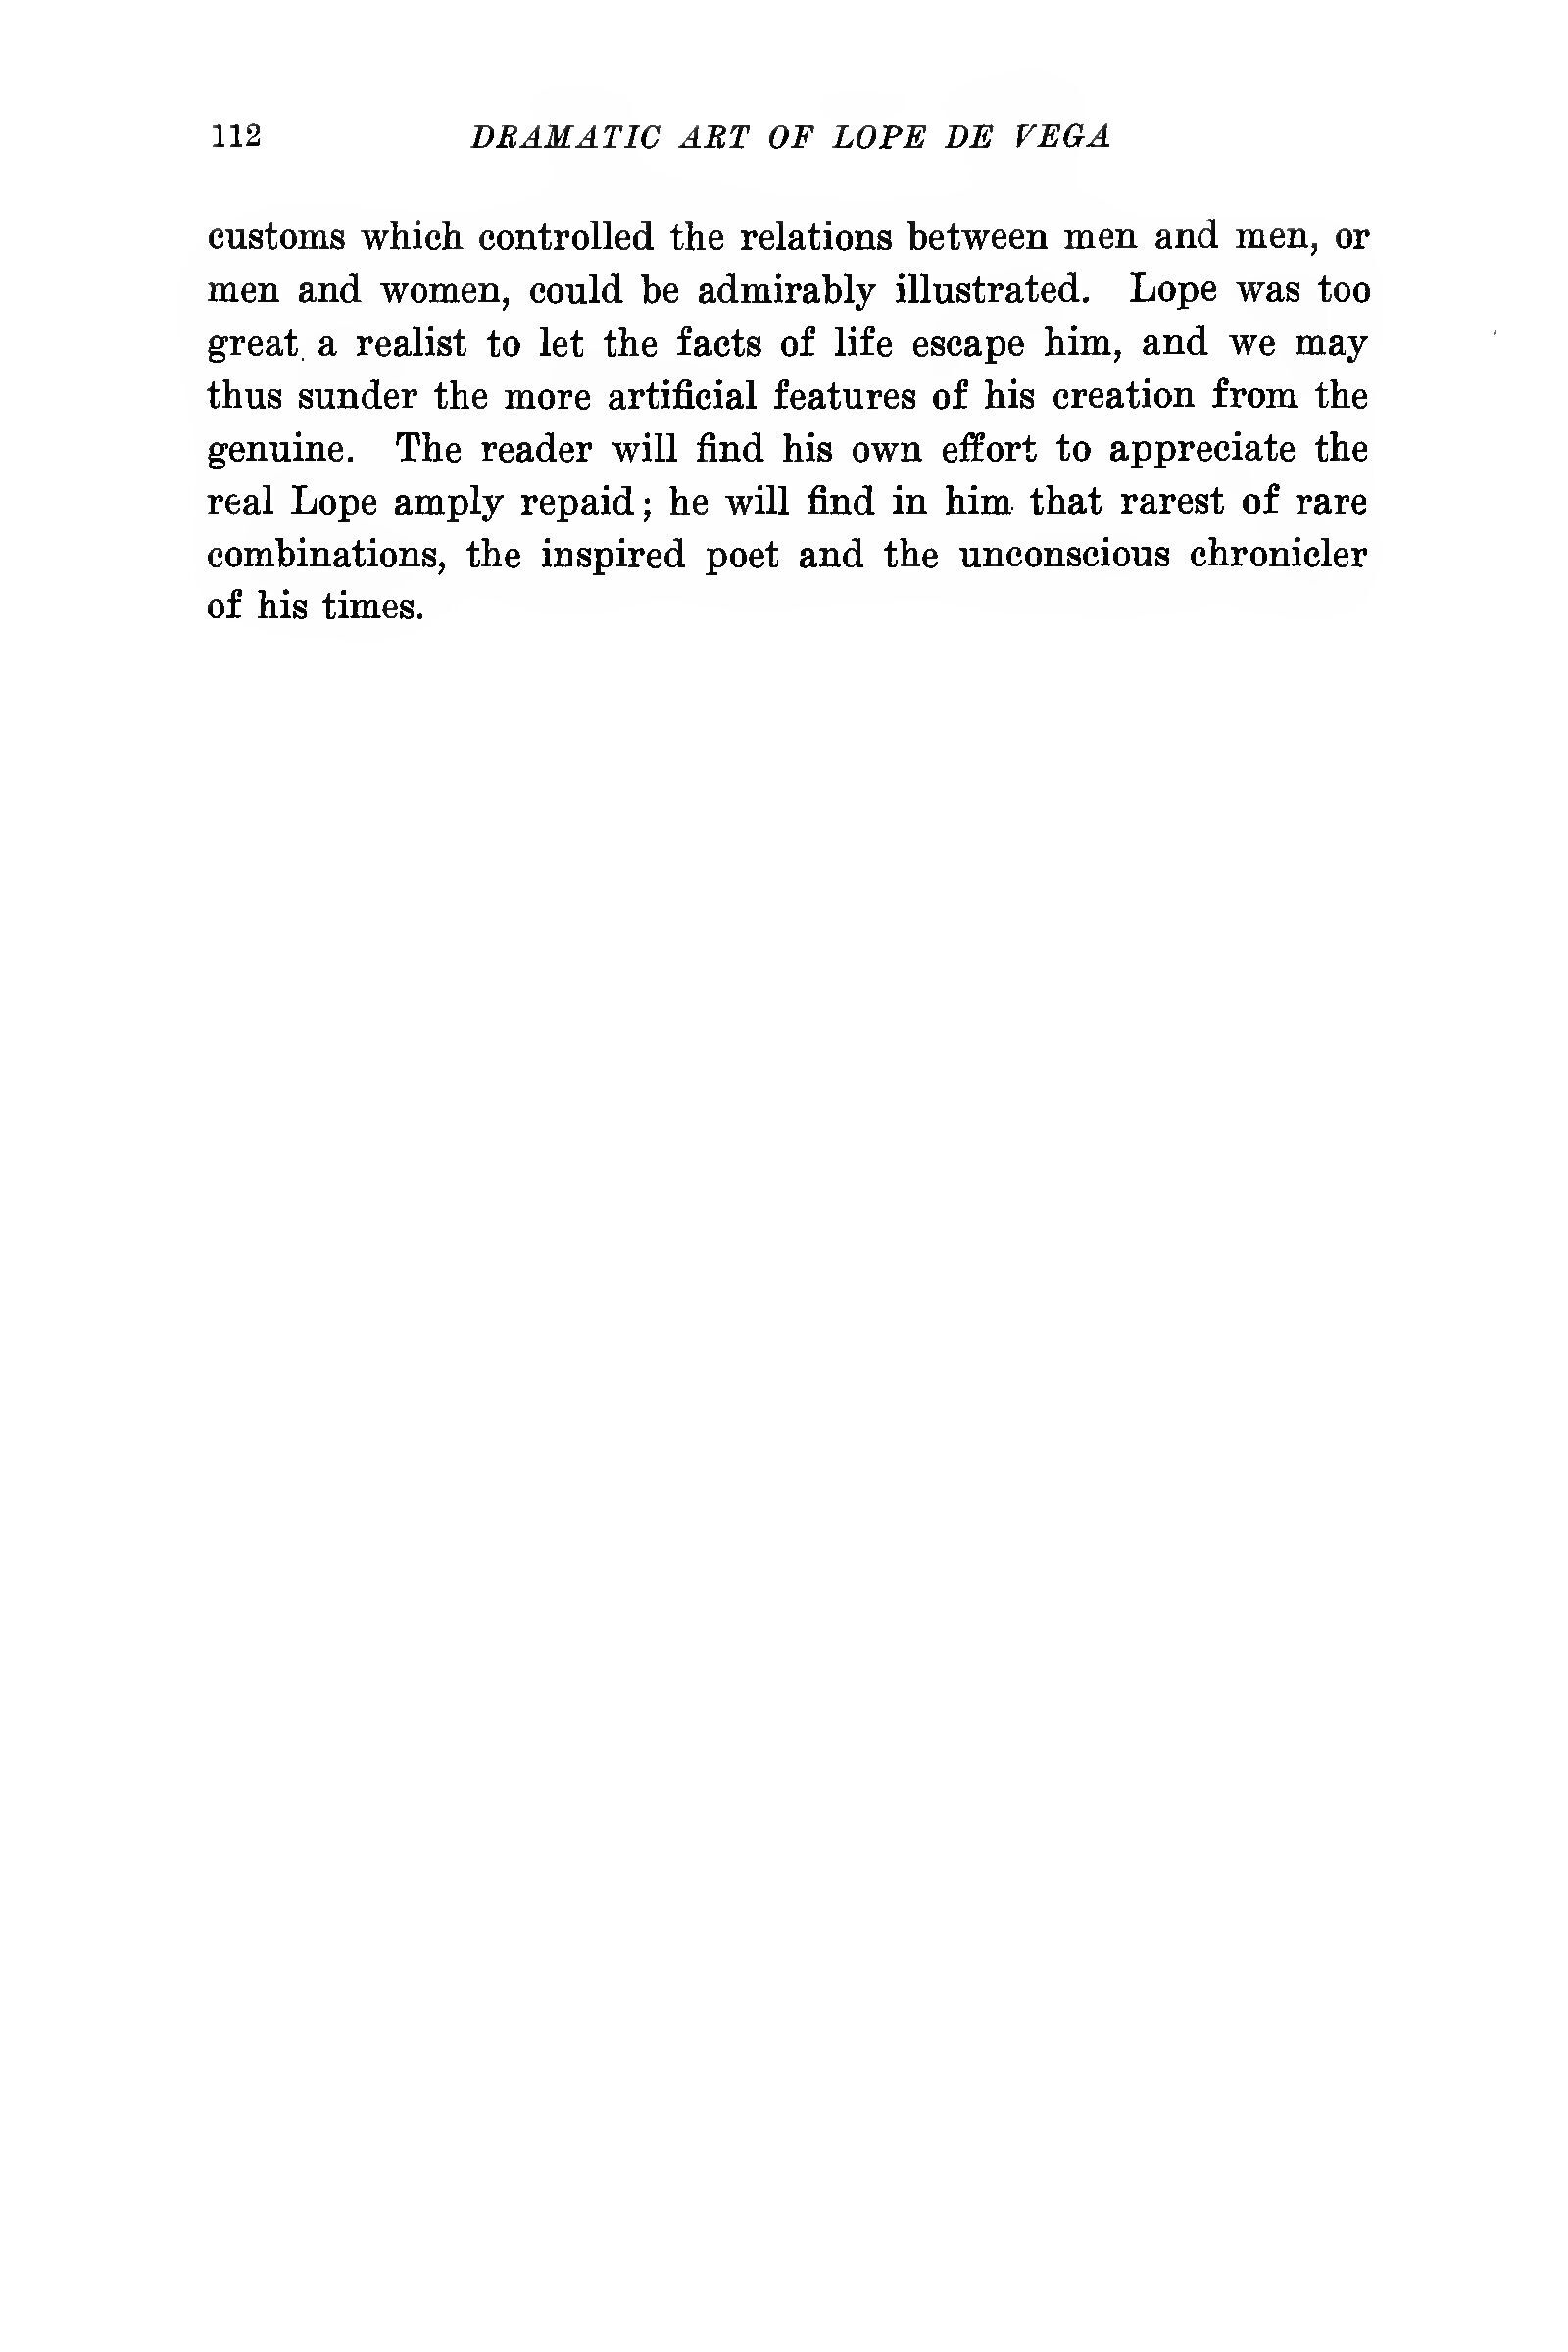 112 DRAMATIC ART OF LOPE DE VEGA
customs which controlled the relations between men and men, or
men and women, could be admirably illustrated. Lope was too
great a realist to let the facts of life escape him, and we may
thus sunder the more artificial features of his creation from the
genuine. The reader will find his own effort to appreciate the
real Lope amply repaid; he will find in him that rarest of rare
combinations, the inspired poet and the unconscious chronicler
of his times.